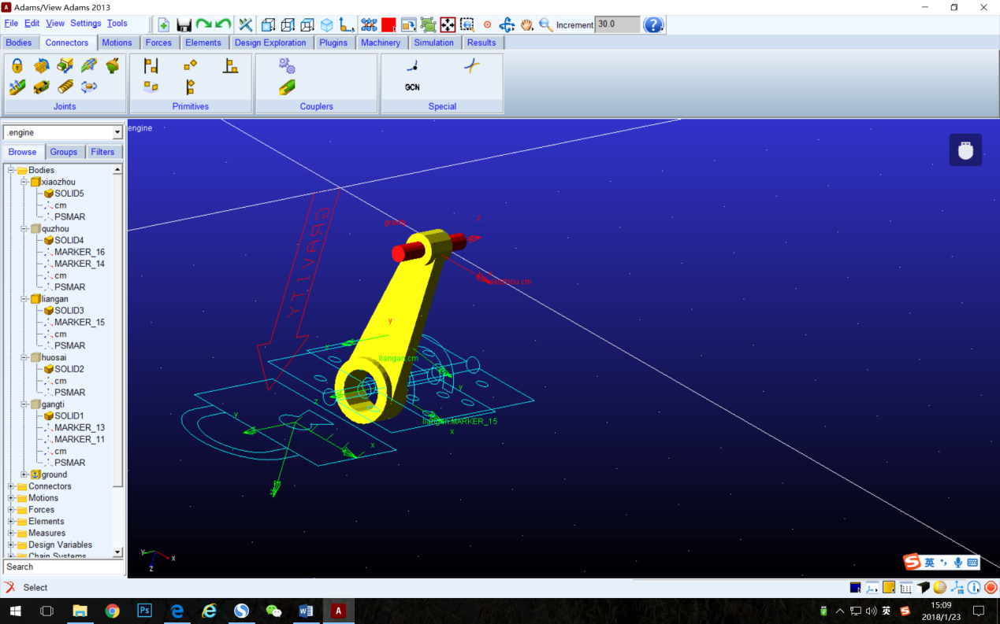 Adams/View Adams 2013
File Edit View Settings Tools
Increment 30.0
Bodies Connectors Motions Forces Elements Design Exploration Plugins Machinery Simulation Results
GCN
Joints Primitives Couplers Special
.engine
engine
Browse Groups Filters
Bodies
xiaozhou
SOLID5
cm
PSMAR
quzhou
SOLID4
MARKER_16
MARKER_14
cm
PSMAR
liangan
SOLID3
MARKER_15
cm
PSMAR
huosai
SOLID2
cm
PSMAR
gangti
SOLID1
MARKER_13
MARKER_11
cm
PSMAR
ground
Connectors
Motions
Forces
Elements
Measures
Design Variables
Chain Systems
Search
GRAVITY
gravity
z
xiaozhou.cm
y
x
liangan.cm
y
z
liangan.MARKER_15
x
y
x
z
y
x
z
英
Select
Ps
英
15:09
2018/1/23